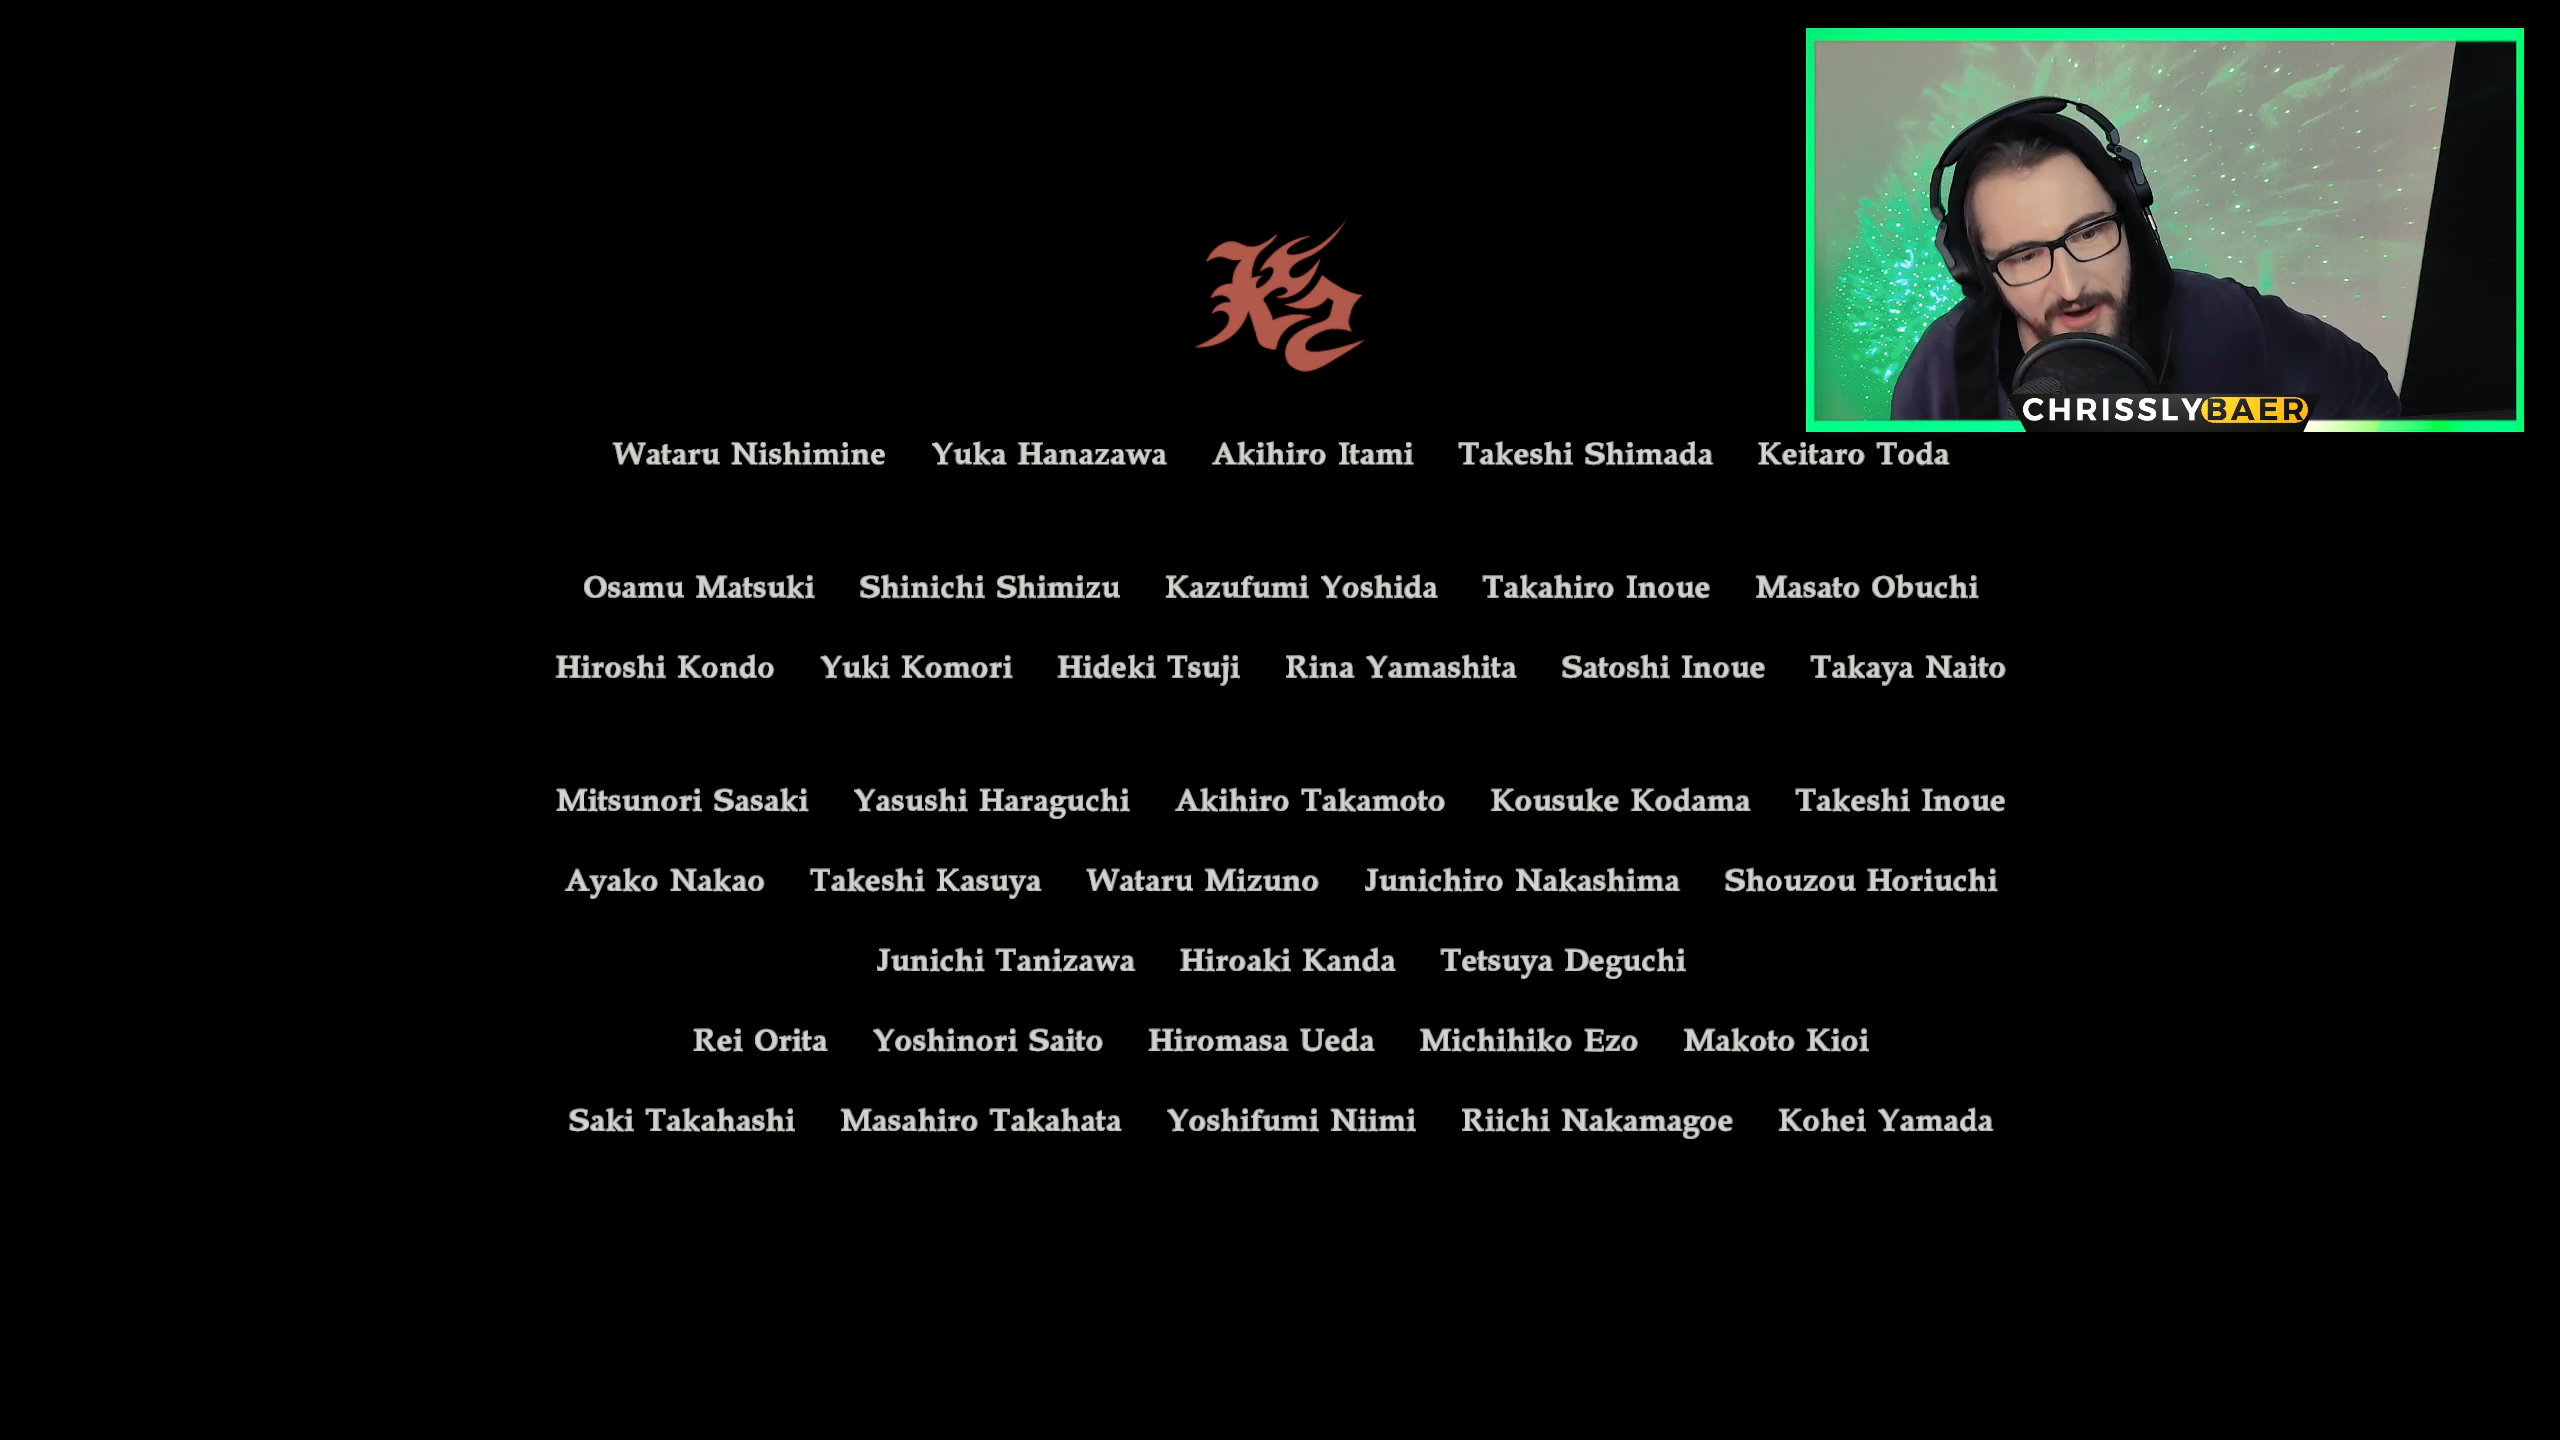 K2
CHRISSLYBAER
Wataru Nishimine Yuka Hanazawa Akihiro Itami Takeshi Shimada Keitaro Toda
Osamu Matsuki Shinichi Shimizu Kazufumi Yoshida Takahiro Inoue Masato Obuchi
Hiroshi Kondo Yuki Komori Hideki Tsuji Rina Yamashita Satoshi Inoue Takaya Naito
Mitsunori Sasaki Yasushi Haraguchi Akihiro Takamoto Kousuke Kodama Takeshi Inoue
Ayako Nakao Takeshi Kasuya Wataru Mizuno Junichiro Nakashima Shouzou Horiuchi
Junichi Tanizawa Hiroaki Kanda Tetsuya Deguchi
Rei Orita Yoshinori Saito Hiromasa Ueda Michihiko Ezo Makoto Kioi
Saki Takahashi Masahiro Takahata Yoshifumi Niimi Riichi Nakamagoe Kohei Yamada